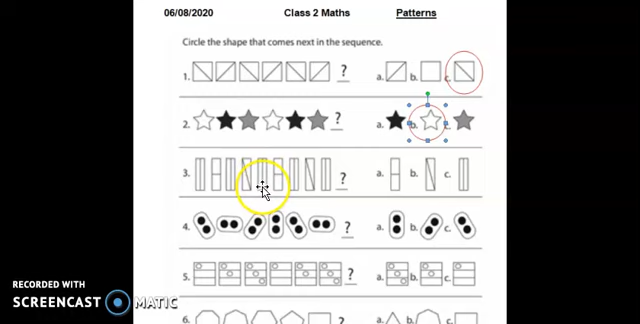 06/08/2020 Class 2 Maths Patterns
Circle the shape that comes next in the sequence.
1. ? a. b. c.
2. ? a. b. c.
3. ? a. b. c.
4. ? a. b. c.
5. ? a. b. c.
6. ? a. b. c.
RECORDED WITH
SCREENCAST MATIC